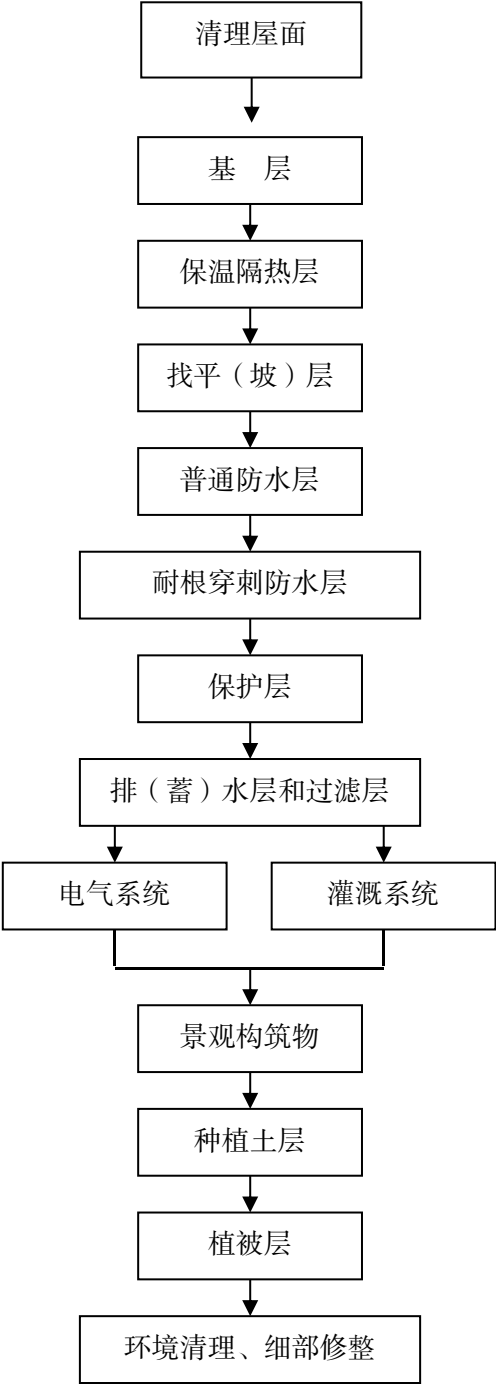 清理屋面
基　层
保温隔热层
找平（坡）层
普通防水层
耐根穿刺防水层
保护层
排（蓄）水层和过滤层
电气系统
灌溉系统
景观构筑物
种植土层
植被层
环境清理、细部修整